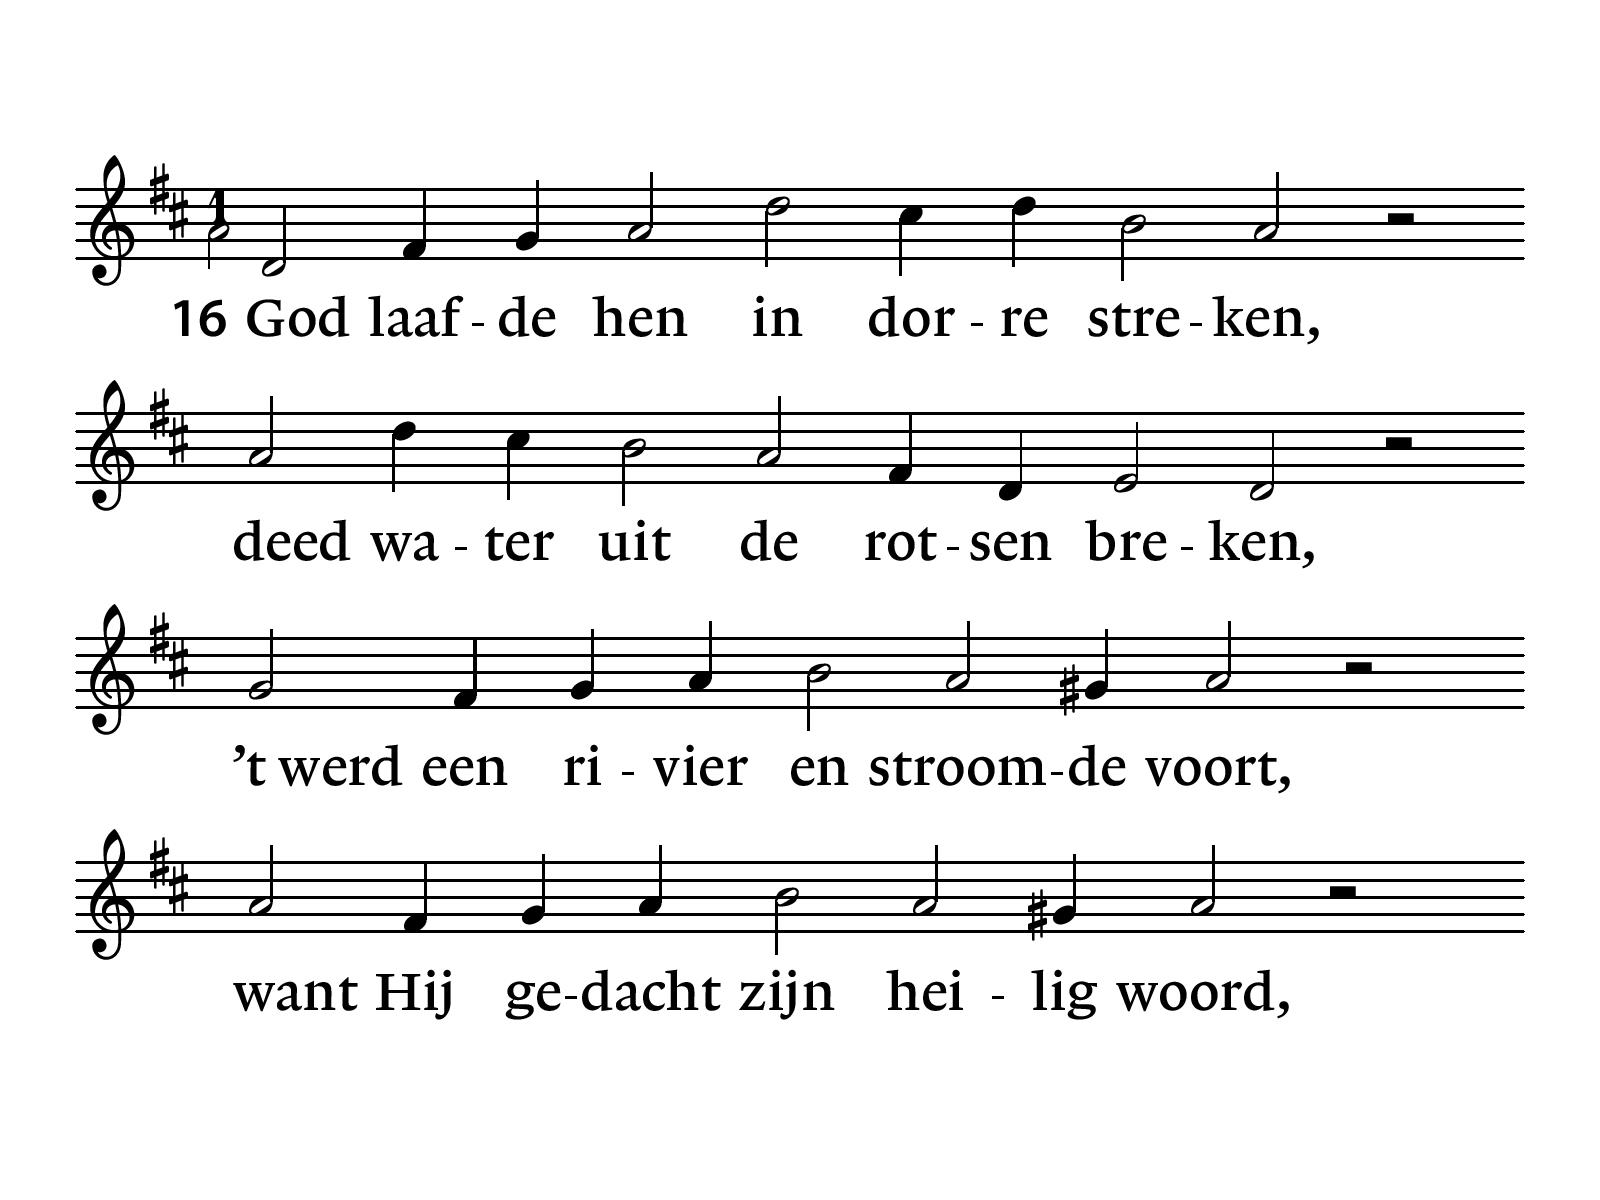 1
16 God laaf - de hen in dor - re stre - ken,
deed wa - ter uit de rot - sen bre - ken,
’t werd een ri - vier en stroom - de voort,
want Hij ge - dacht zijn hei - lig woord,